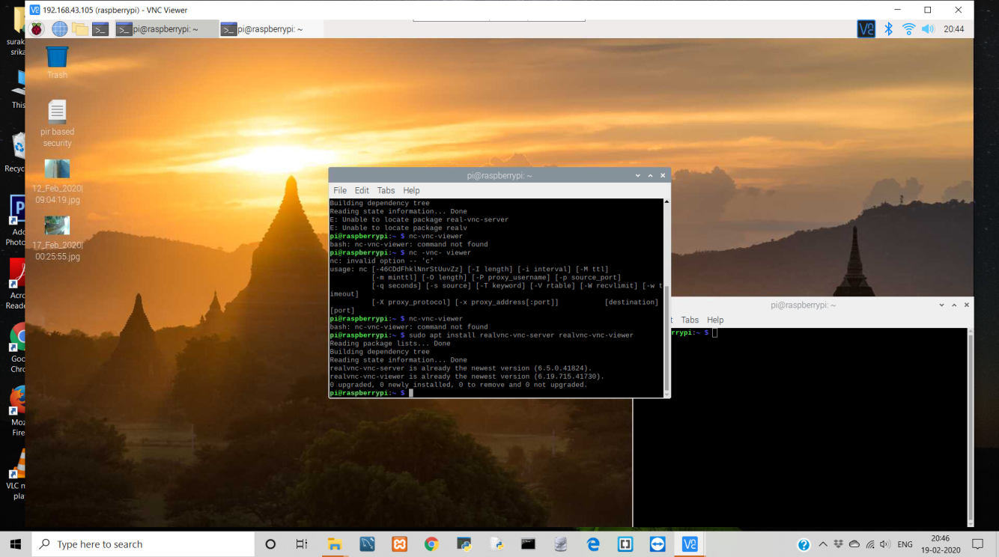 192.168.43.105 (raspberrypi) - VNC Viewer
pi@raspberrypi: ~
pi@raspberrypi: ~
20:44
Trash
pir based
security
12_Feb_2020|
09:04:19.jpg
17_Feb_2020|
00:25:55.jpg
surak
srika
This
Recyc
Ado
Photo
Acro
Reade
Goo
Chro
Moz
Fire
VLC m
pla
pi@raspberrypi: ~
File Edit Tabs Help
Building dependency tree
Reading state information... Done
E: Unable to locate package real-vnc-server
E: Unable to locate package realv
pi@raspberrypi:~ $ nc-vnc-viewer
bash: nc-vnc-viewer: command not found
pi@raspberrypi:~ $ nc -vnc- viewer
nc: invalid option -- 'c'
usage: nc [-46CDdFhklNnrStUuvZz] [-I length] [-i interval] [-M ttl]
[-m minttl] [-O length] [-P proxy_username] [-p source_port]
[-q seconds] [-s source] [-T keyword] [-V rtable] [-W recvlimit] [-w t
imeout]
[-X proxy_protocol] [-x proxy_address[:port]] [destination]
[port]
pi@raspberrypi:~ $ nc-vnc-viewer
bash: nc-vnc-viewer: command not found
pi@raspberrypi:~ $ sudo apt install realvnc-vnc-server realvnc-vnc-viewer
Reading package lists... Done
Building dependency tree
Reading state information... Done
realvnc-vnc-server is already the newest version (6.5.0.41824).
realvnc-vnc-viewer is already the newest version (6.19.715.41730).
0 upgraded, 0 newly installed, 0 to remove and 0 not upgraded.
pi@raspberrypi:~ $
pi@raspberrypi: ~
t Tabs Help
rrypi:~ $
Type here to search
ENG
20:46
19-02-2020